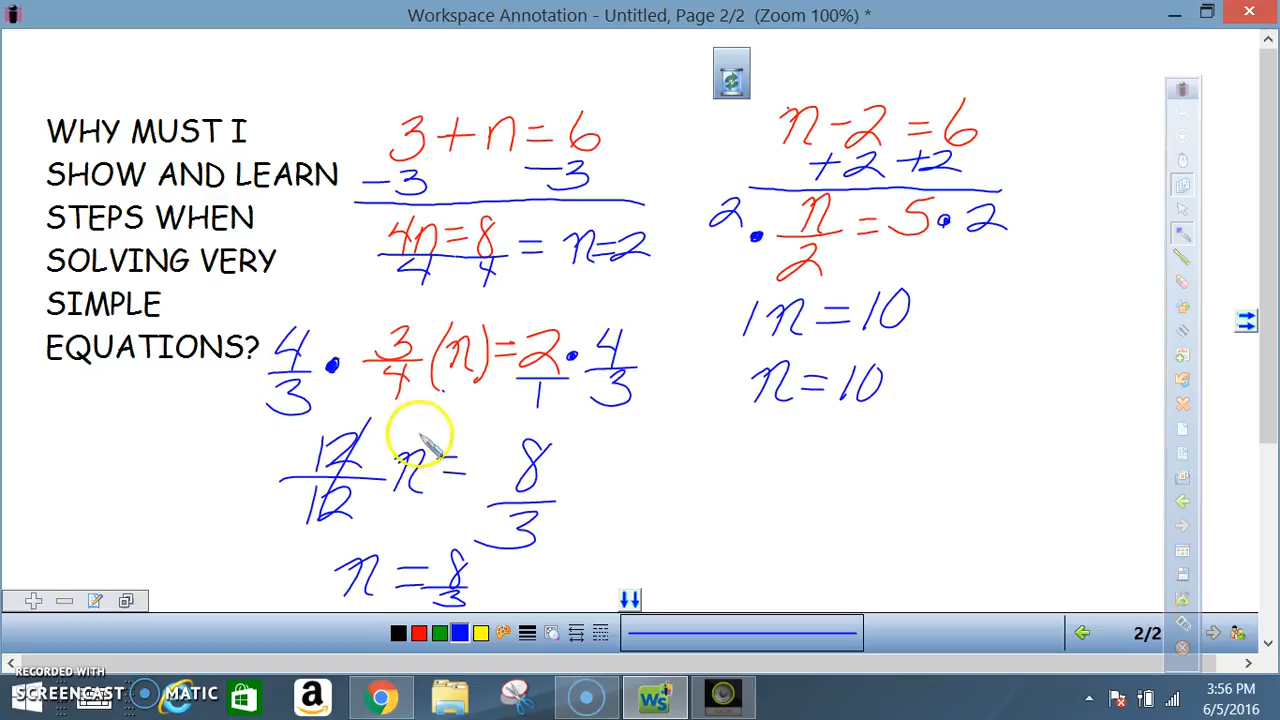 Workspace Annotation - Untitled, Page 2/2 (Zoom 100%) *
WHY MUST I
SHOW AND LEARN
STEPS WHEN
SOLVING VERY
SIMPLE
EQUATIONS?
3 + n = 6
-3 -3
4n = 8 = n = 2
4 4
4/3 · 3/4 (n) = 2/1 · 4/3
12/12 n = 8/3
n = 8/3
n - 2 = 6
+2 +2
2 · n/2 = 5 · 2
1n = 10
n = 10
2/2
RECORDED WITH
SCREENCAST MATIC
3:56 PM
6/5/2016